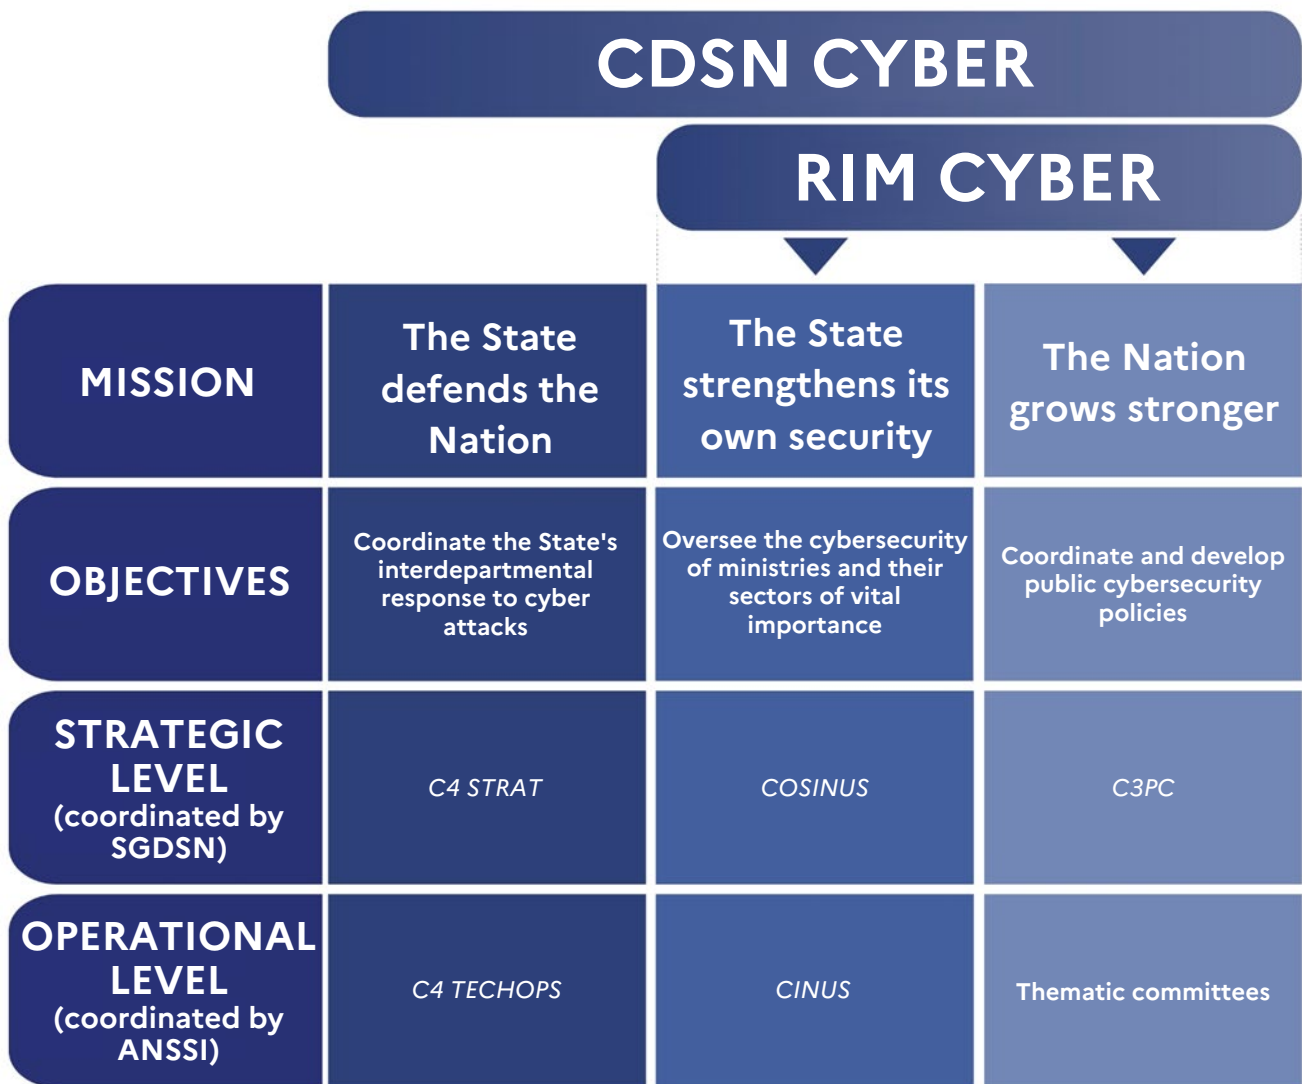 CDSN CYBER
RIM CYBER
MISSION
The State
defends the
Nation
The State
strengthens its
own security
The Nation
grows stronger
OBJECTIVES
Coordinate the State's
interdepartmental
response to cyber
attacks
Oversee the cybersecurity
of ministries and their
sectors of vital
importance
Coordinate and develop
public cybersecurity
policies
STRATEGIC
LEVEL
(coordinated by
SGDSN)
C4 STRAT
COSINUS
C3PC
OPERATIONAL
LEVEL
(coordinated by
ANSSI)
C4 TECHOPS
CINUS
Thematic committees